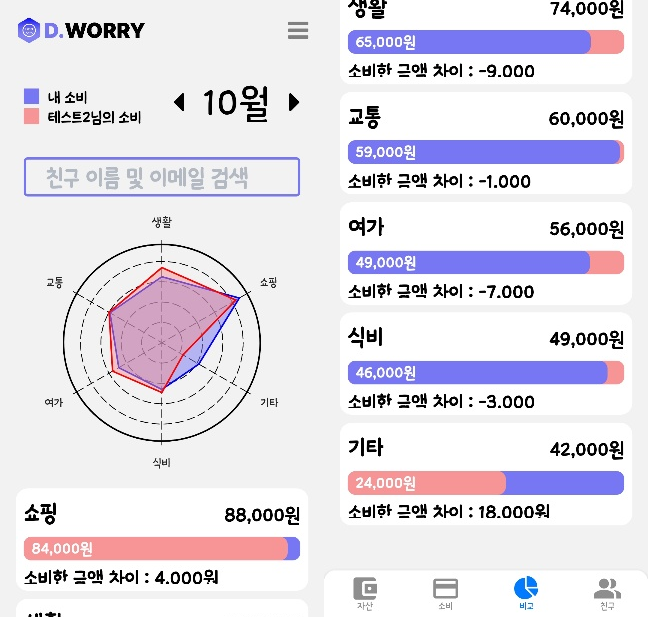 D.WORRY
내 소비
테스트2님의 소비
10월
친구 이름 및 이메일 검색
생활
쇼핑
기타
식비
여가
교통
쇼핑
88,000원
84,000원
소비한 금액 차이 : 4.000원
생활
생활
74,000원
65,000원
소비한 금액 차이 : -9.000
교통
60,000원
59,000원
소비한 금액 차이 : -1.000
여가
56,000원
49,000원
소비한 금액 차이 : -7.000
식비
49,000원
46,000원
소비한 금액 차이 : -3.000
기타
42,000원
24,000원
소비한 금액 차이 : 18.000원
자산
소비
비교
친구